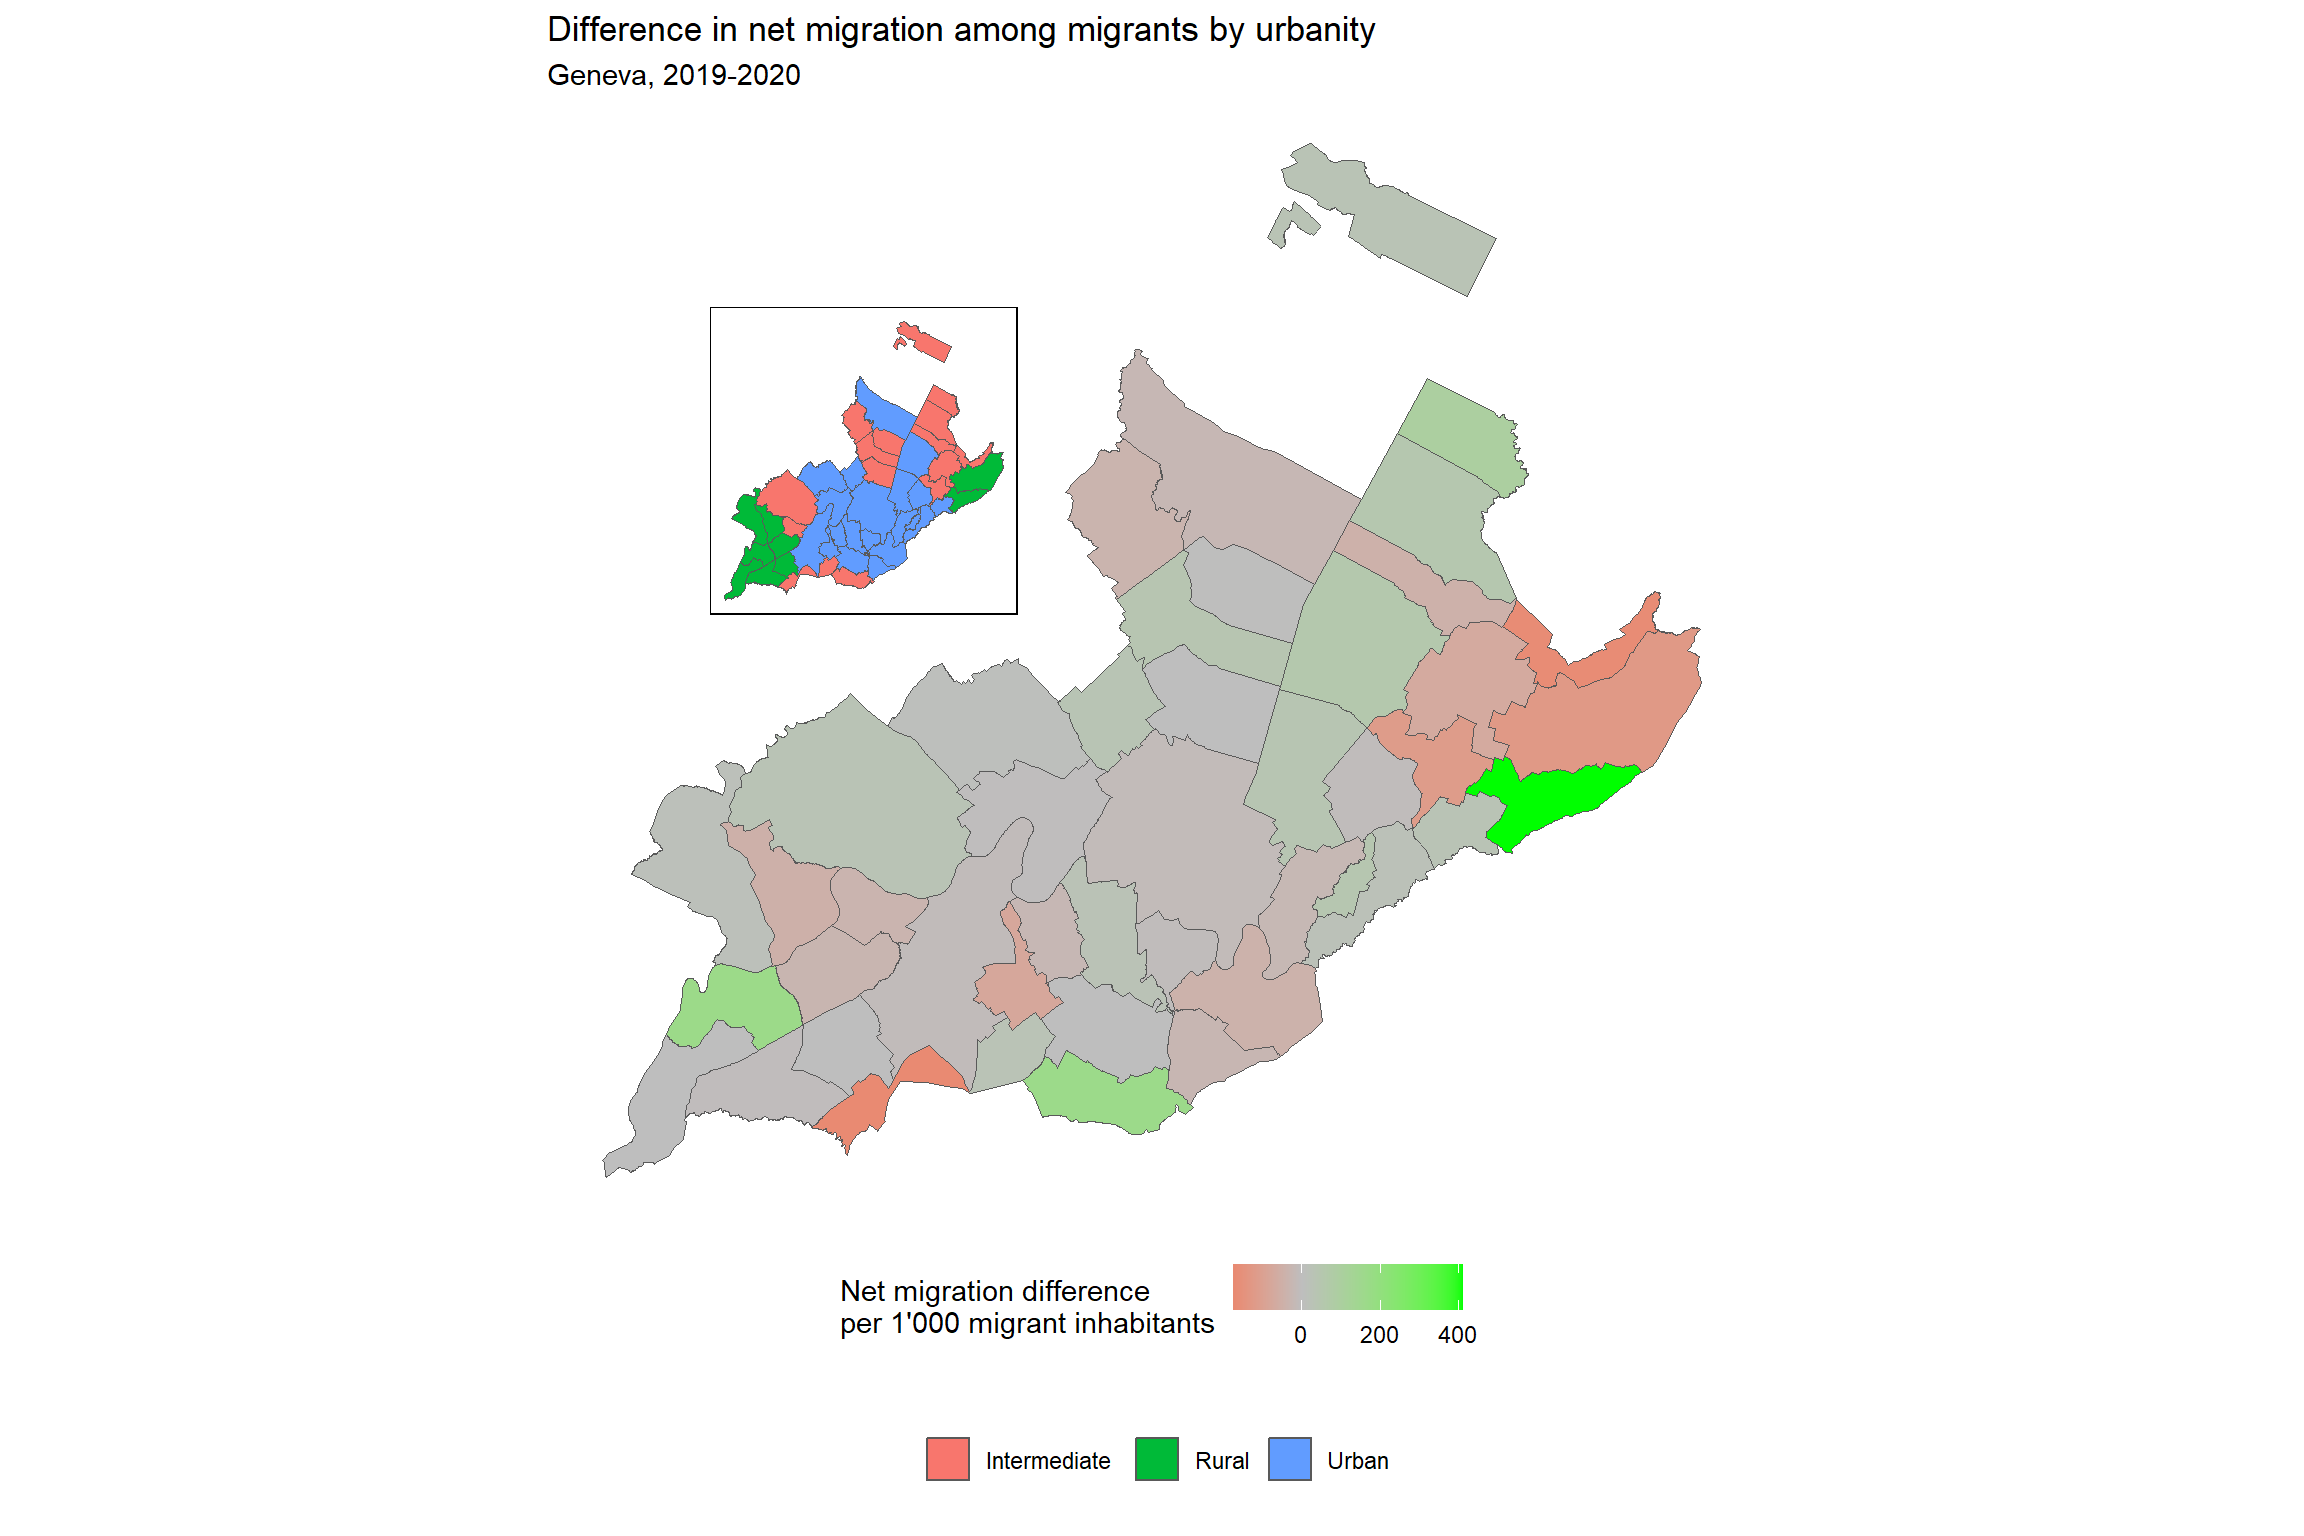 Difference in net migration among migrants by urbanity
Geneva, 2019-2020
Net migration difference
per 1'000 migrant inhabitants
0 200 400
Intermediate Rural Urban